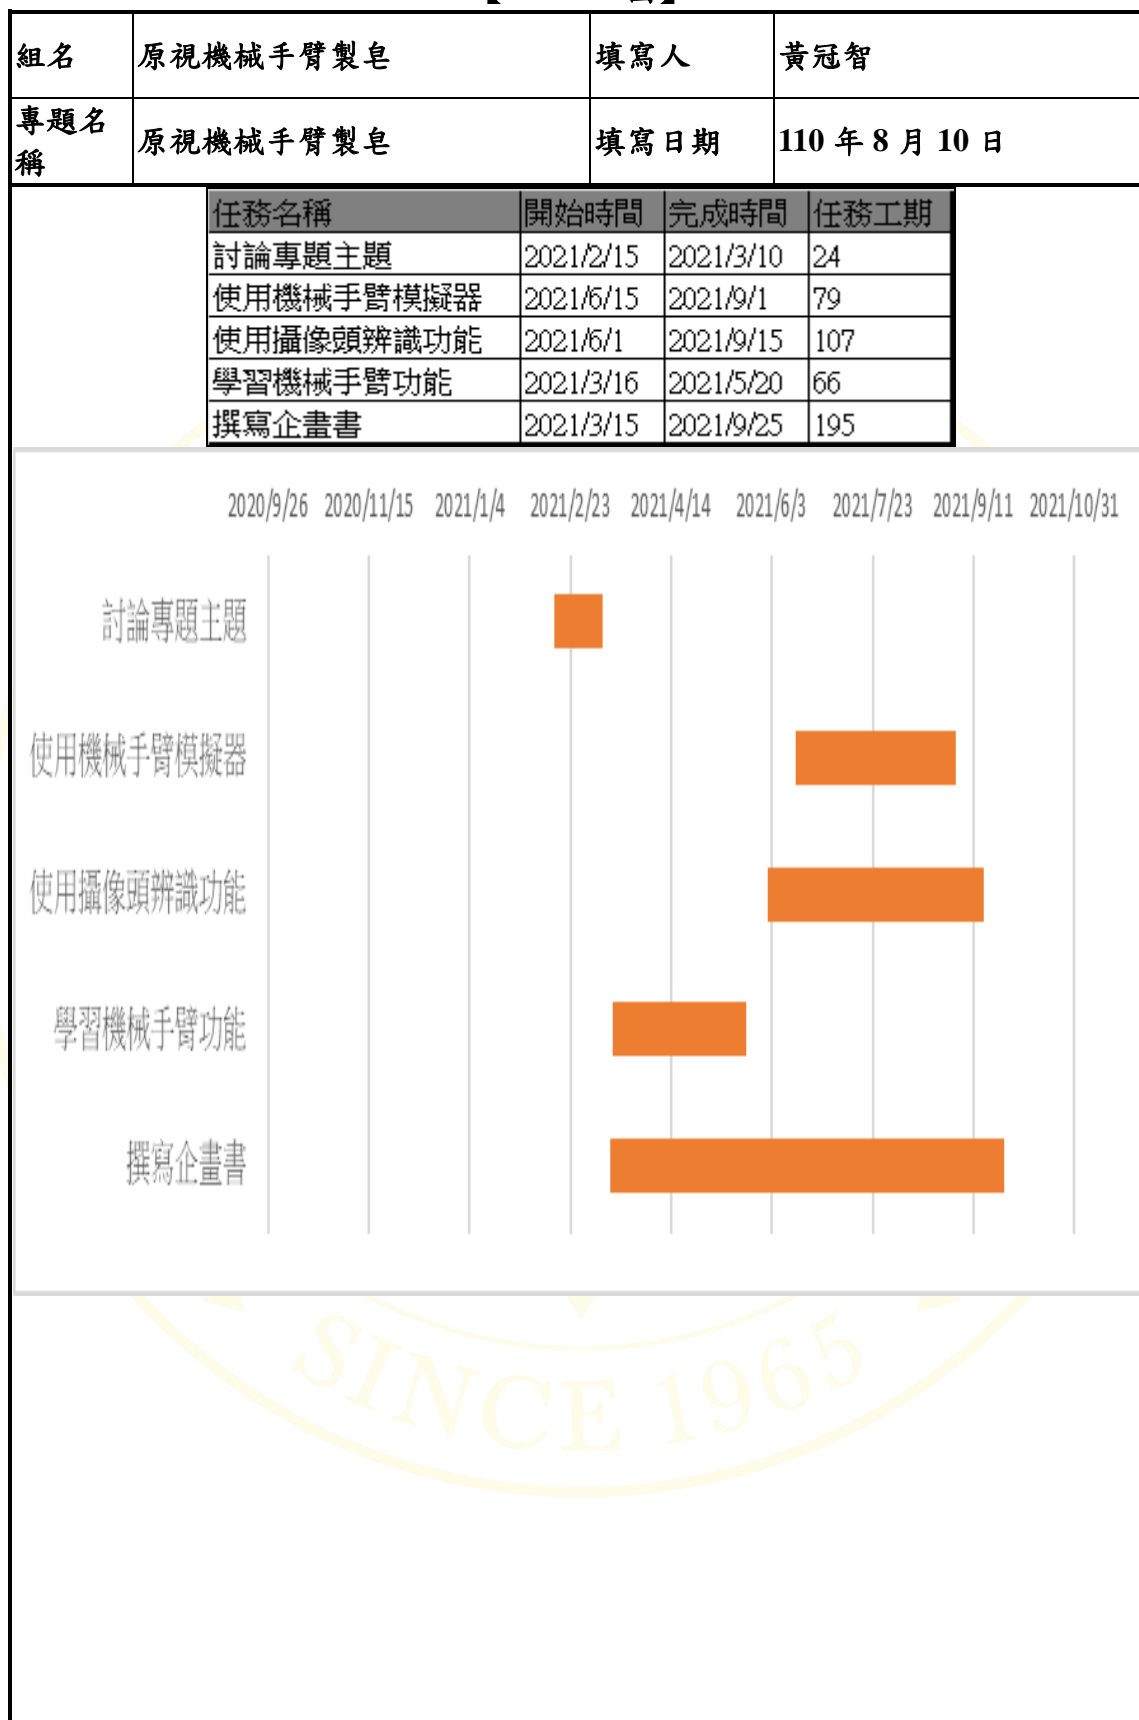 組名 原視機械手臂製皂 填寫人 黃冠智
專題名稱 原視機械手臂製皂 填寫日期 110 年 8 月 10 日
任務名稱 開始時間 完成時間 任務工期
討論專題主題 2021/2/15 2021/3/10 24
使用機械手臂模擬器 2021/6/15 2021/9/1 79
使用攝像頭辨識功能 2021/6/1 2021/9/15 107
學習機械手臂功能 2021/3/16 2021/5/20 66
撰寫企畫書 2021/3/15 2021/9/25 195
2020/9/26 2020/11/15 2021/1/4 2021/2/23 2021/4/14 2021/6/3 2021/7/23 2021/9/11 2021/10/31
討論專題主題
使用機械手臂模擬器
使用攝像頭辨識功能
學習機械手臂功能
撰寫企畫書
SINCE 1965